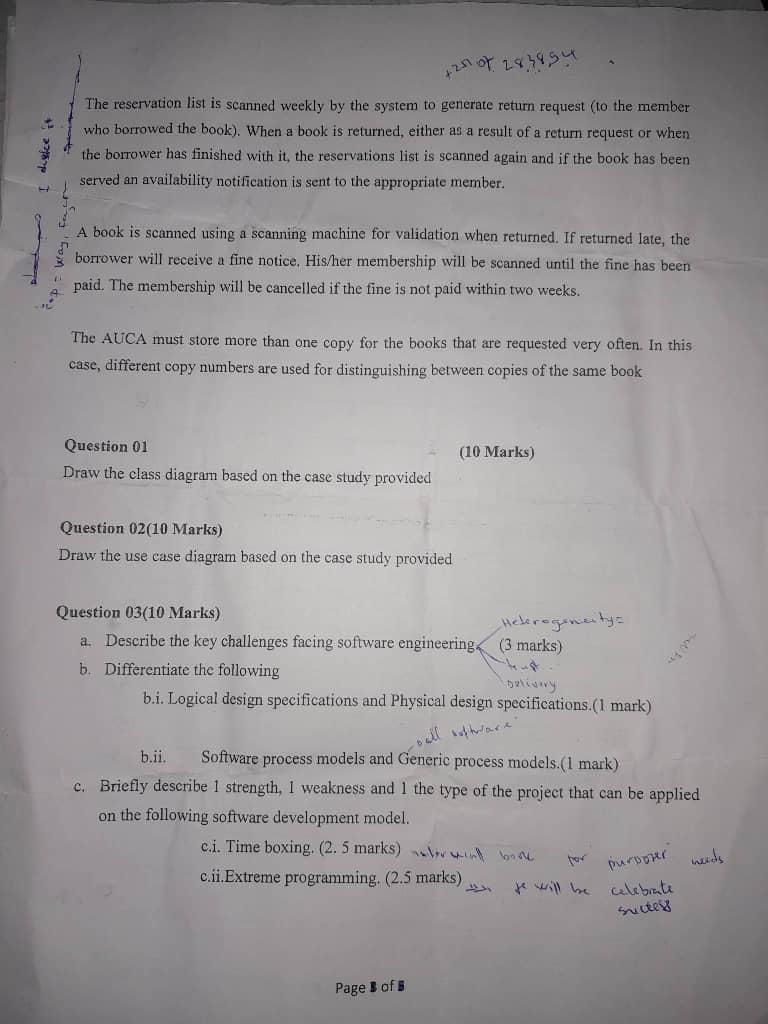 The reservation list is scanned weekly by the system to generate return request (to the member
who borrowed the book). When a book is returned, either as a result of a return request or when
the borrower has finished with it, the reservations list is scanned again and if the book has been
served an availability notification is sent to the appropriate member.
A book is scanned using a scanning machine for validation when returned. If returned late, the
borrower will receive a fine notice. His/her membership will be scanned until the fine has been
paid. The membership will be cancelled if the fine is not paid within two weeks.
The AUCA must store more than one copy for the books that are requested very often. In this
case, different copy numbers are used for distinguishing between copies of the same book
Question 01 (10 Marks)
Draw the class diagram based on the case study provided
Question 02(10 Marks)
Draw the use case diagram based on the case study provided
Question 03(10 Marks)
Heterogeneity=
a. Describe the key challenges facing software engineering (3 marks)
trust
b. Differentiate the following
Delivery
b.i. Logical design specifications and Physical design specifications.(1 mark)
all software
b.ii. Software process models and Generic process models.(1 mark)
c. Briefly describe 1 strength, 1 weakness and 1 the type of the project that can be applied
on the following software development model.
c.i. Time boxing. (2. 5 marks) book for purposer needs
c.ii.Extreme programming. (2.5 marks) it will be celebrate
success
Page 3 of 5